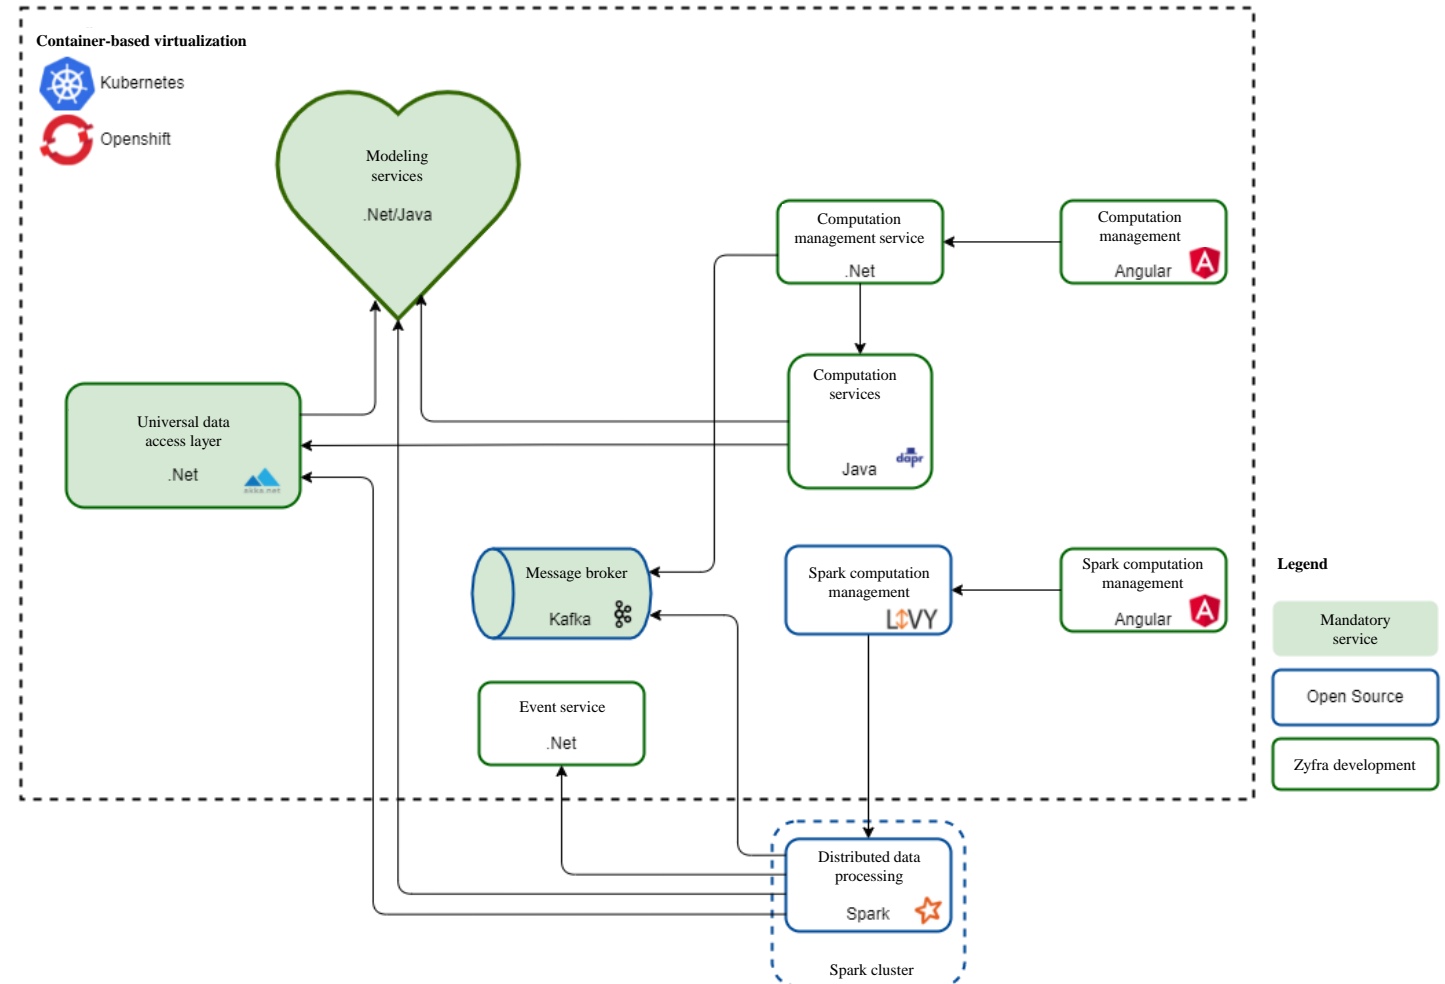 Container-based virtualization
Kubernetes
Openshift
Modeling
services
.Net/Java
Computation
management service
.Net
Computation
management
Angular
Computation
services
Java
dapr
Universal data
access layer
.Net
akka.net
Message broker
Kafka
Spark computation
management
LIVY
Spark computation
management
Angular
Event service
.Net
Distributed data
processing
Spark
Spark cluster
Legend
Mandatory
service
Open Source
Zyfra development